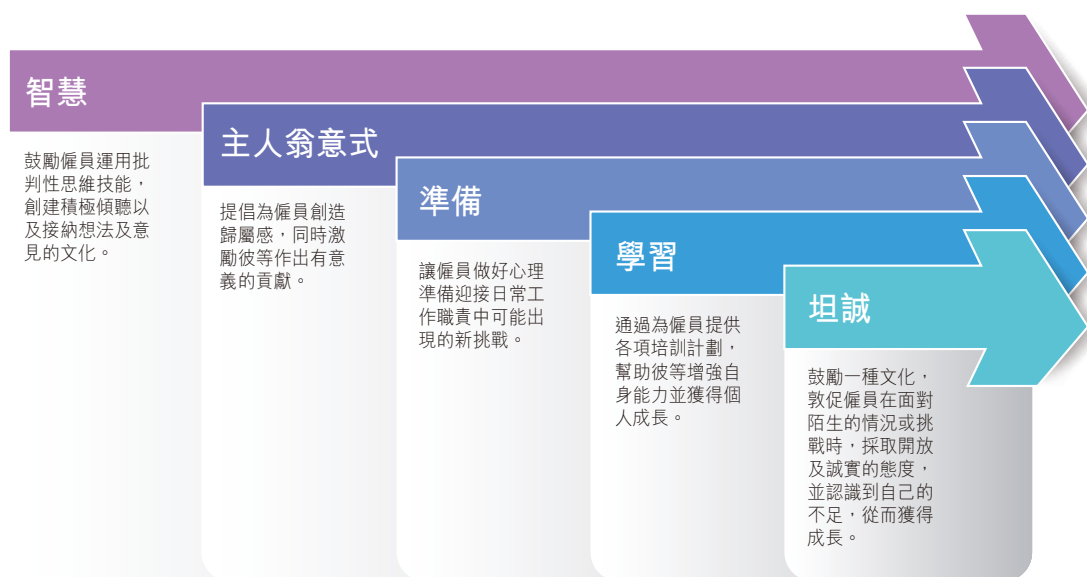 智慧
鼓勵僱員運用批
判性思維技能，
創建積極傾聽以
及接納想法及意
見的文化。
主人翁意式
提倡為僱員創造
歸屬感，同時激
勵彼等作出有意
義的貢獻。
準備
讓僱員做好心理
準備迎接日常工
作職責中可能出
現的新挑戰。
學習
通過為僱員提供
各項培訓計劃，
幫助彼等增強自
身能力並獲得個
人成長。
坦誠
鼓勵一種文化，
敦促僱員在面對
陌生的情況或挑
戰時，採取開放
及誠實的態度，
並認識到自己的
不足，從而獲得
成長。